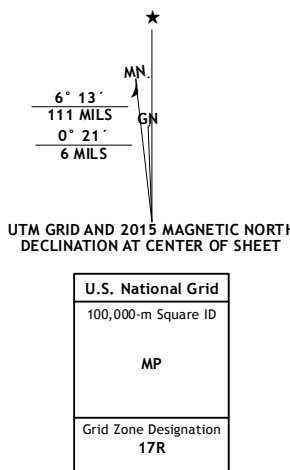 ★
MN.
6° 13´
111 MILS
GN
0° 21´
6 MILS
UTM GRID AND 2015 MAGNETIC NORTH
DECLINATION AT CENTER OF SHEET
U.S. National Grid
100,000-m Square ID
MP
Grid Zone Designation
17R